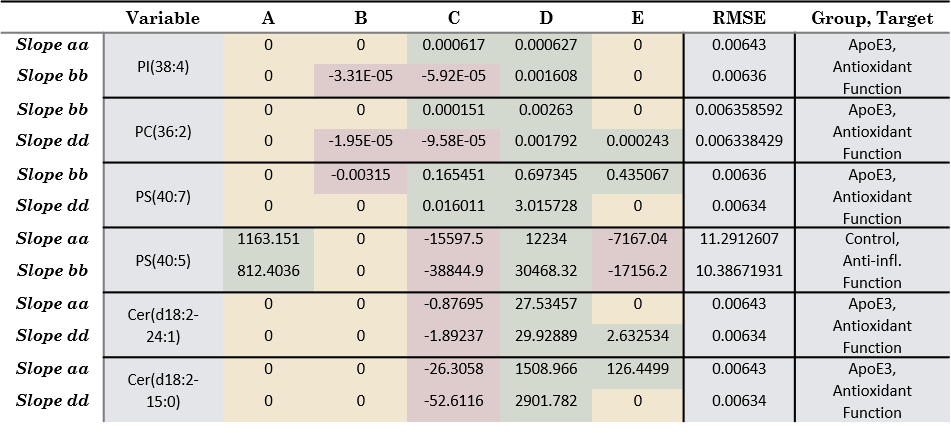 Variable A B C D E RMSE Group, Target
Slope aa PI(38:4) 0 0 0.000617 0.000627 0 0.00643 ApoE3, Antioxidant Function
Slope bb 0 -3.31E-05 -5.92E-05 0.001608 0 0.00636
Slope bb PC(36:2) 0 0 0.000151 0.00263 0 0.006358592 ApoE3, Antioxidant Function
Slope dd 0 -1.95E-05 -9.58E-05 0.001792 0.000243 0.006338429
Slope bb PS(40:7) 0 -0.00315 0.165451 0.697345 0.435067 0.00636 ApoE3, Antioxidant Function
Slope dd 0 0 0.016011 3.015728 0 0.00634
Slope aa PS(40:5) 1163.151 0 -15597.5 12234 -7167.04 11.2912607 Control, Anti-infl. Function
Slope bb 812.4036 0 -38844.9 30468.32 -17156.2 10.38671931
Slope aa Cer(d18:2-24:1) 0 0 -0.87695 27.53457 0 0.00643 ApoE3, Antioxidant Function
Slope dd 0 0 -1.89237 29.92889 2.632534 0.00634
Slope aa Cer(d18:2-15:0) 0 0 -26.3058 1508.966 126.4499 0.00643 ApoE3, Antioxidant Function
Slope dd 0 0 -52.6116 2901.782 0 0.00634